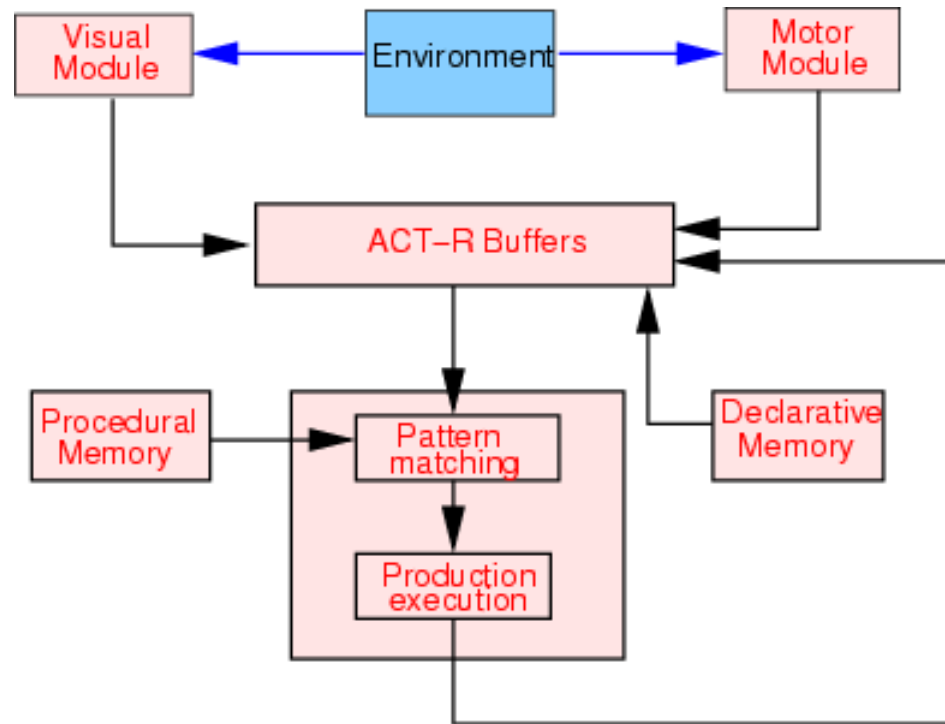 Visual
Module
Environment
Motor
Module
ACT−R Buffers
Procedural
Memory
Pattern
matching
Declarative
Memory
Production
execution